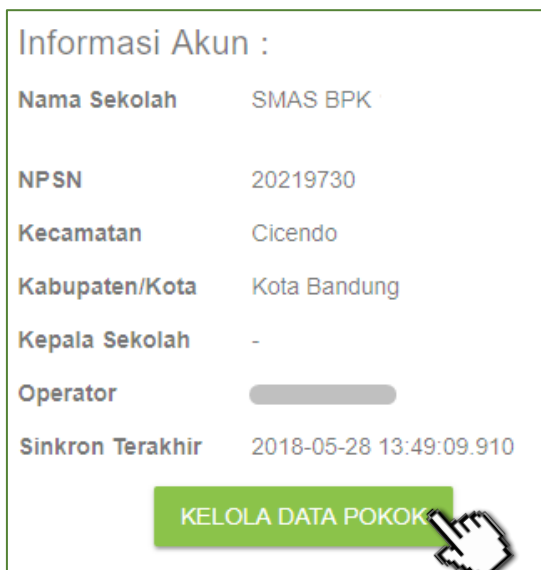 Informasi Akun :
Nama Sekolah SMAS BPK
NPSN 20219730
Kecamatan Cicendo
Kabupaten/Kota Kota Bandung
Kepala Sekolah -
Operator
Sinkron Terakhir 2018-05-28 13:49:09.910
KELOLA DATA POKOK